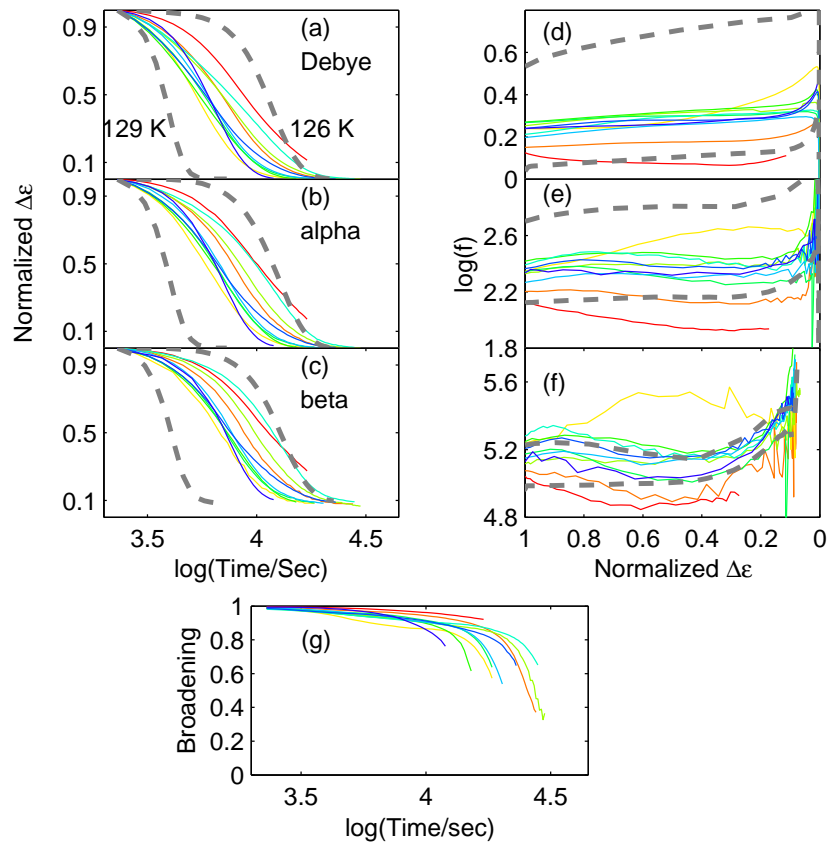 0.9
0.5
0.1
(a)
Debye
129 K
126 K
0.9
0.5
0.1
(b)
alpha
0.9
0.5
0.1
(c)
beta
Normalized Δε
3.5
4
4.5
log(Time/Sec)
0.6
0.4
0.2
0
(d)
2.6
2.2
1.8
(e)
log(f)
5.6
5.2
4.8
(f)
1
0.8
0.6
0.4
0.2
0
Normalized Δε
1
0.8
0.6
0.4
0.2
0
(g)
Broadening
3.5
4
4.5
log(Time/sec)